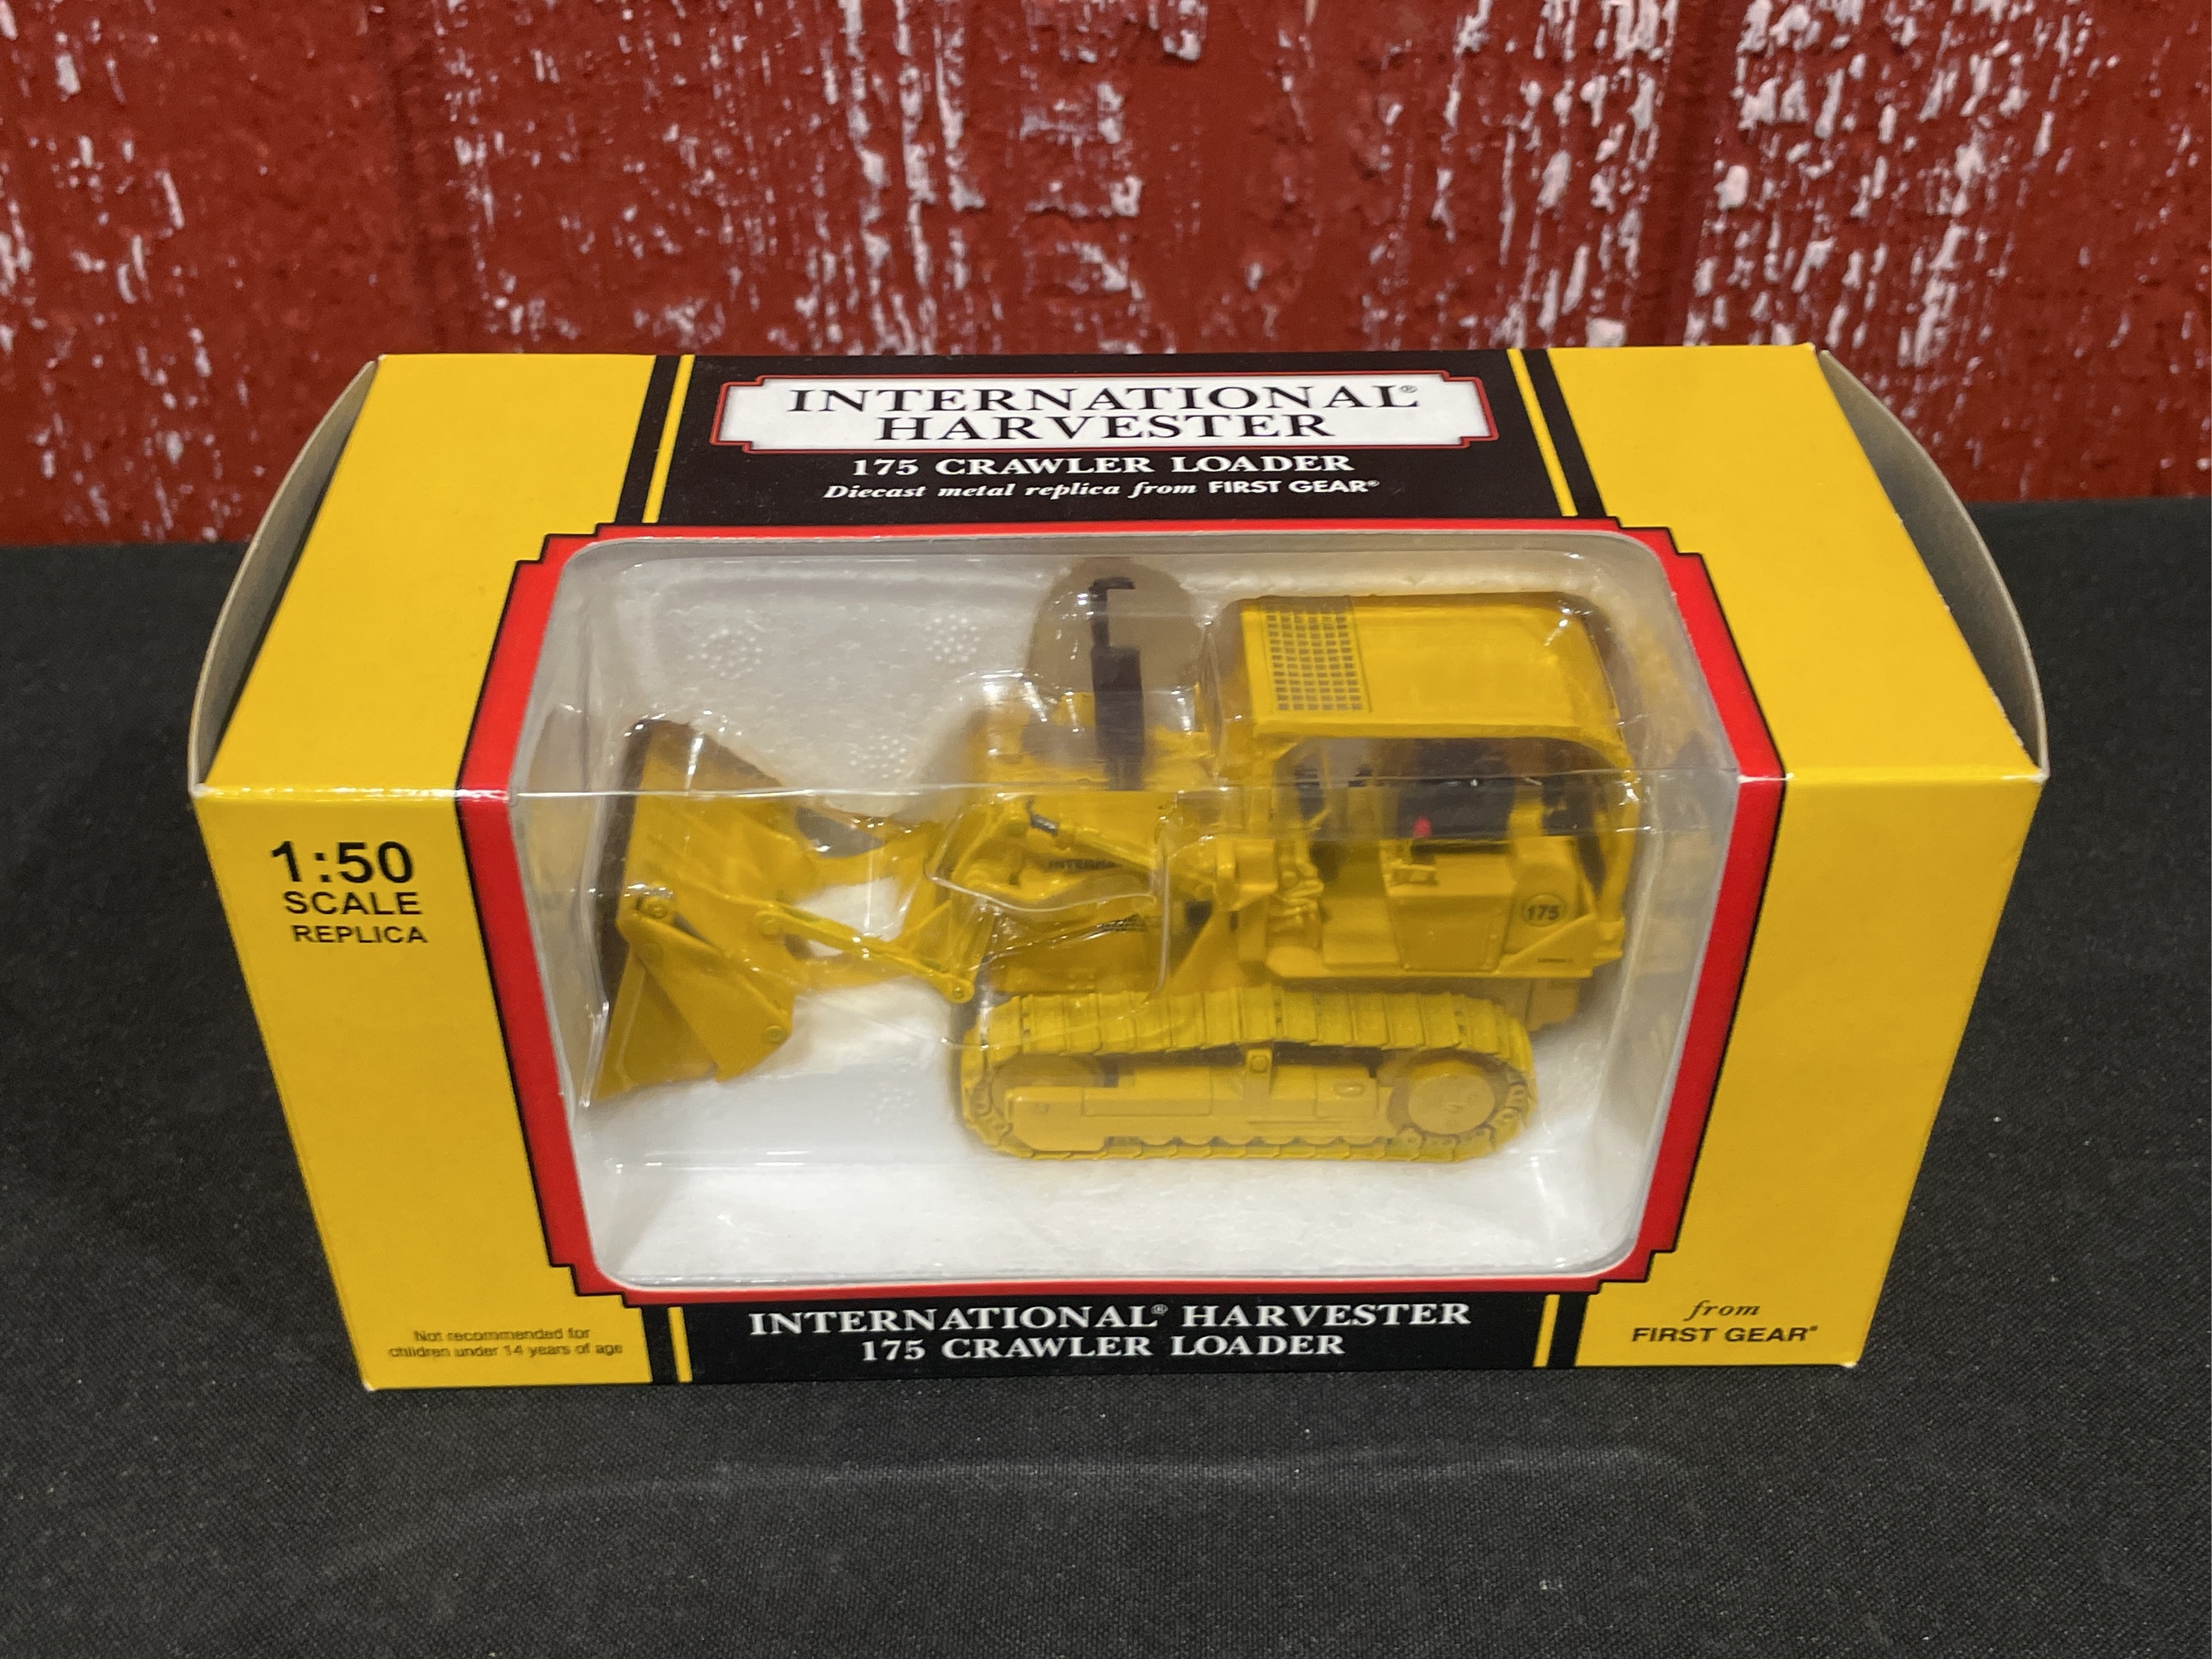 INTERNATIONAL®
HARVESTER
175 CRAWLER LOADER
Diecast metal replica from FIRST GEAR®
1:50
SCALE
REPLICA
175
Not recommended for
children under 14 years of age
INTERNATIONAL® HARVESTER
175 CRAWLER LOADER
from
FIRST GEAR®